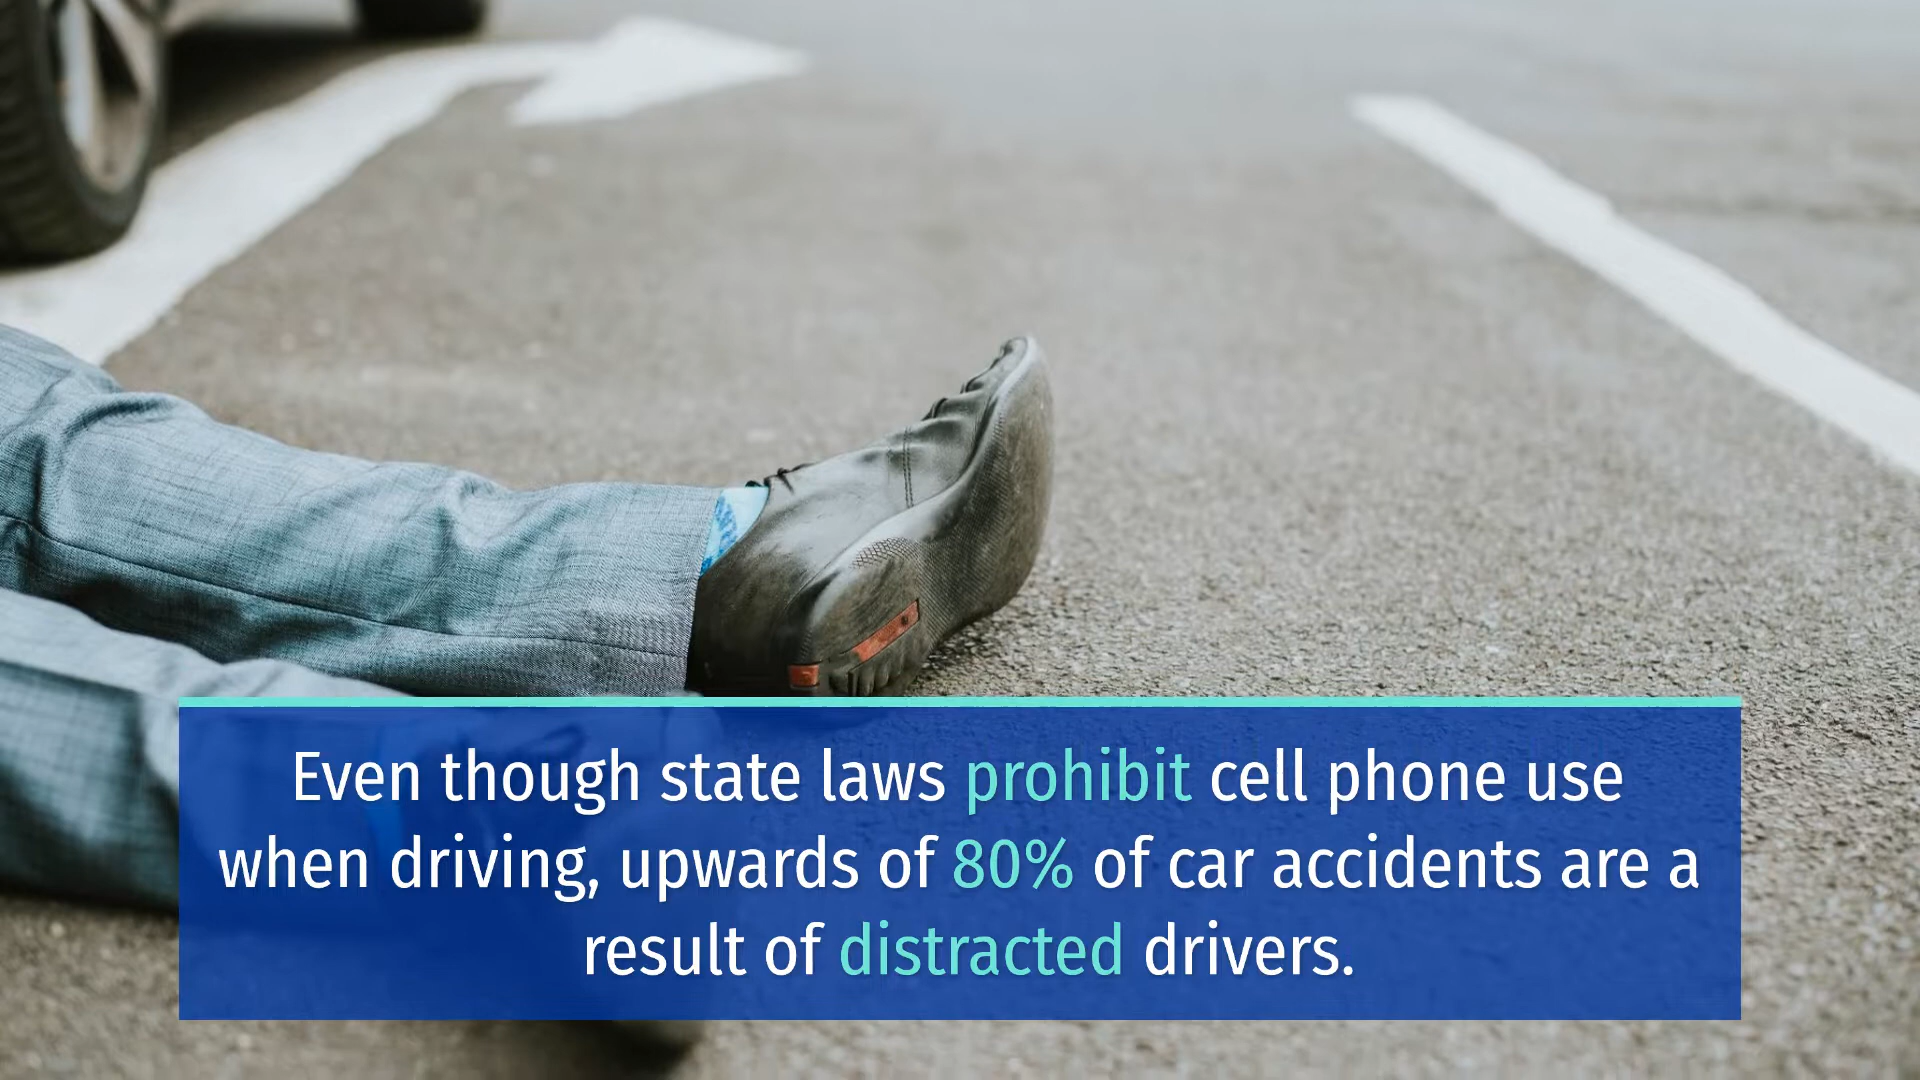 Even though state laws prohibit cell phone use
when driving, upwards of 80% of car accidents are a
result of distracted drivers.